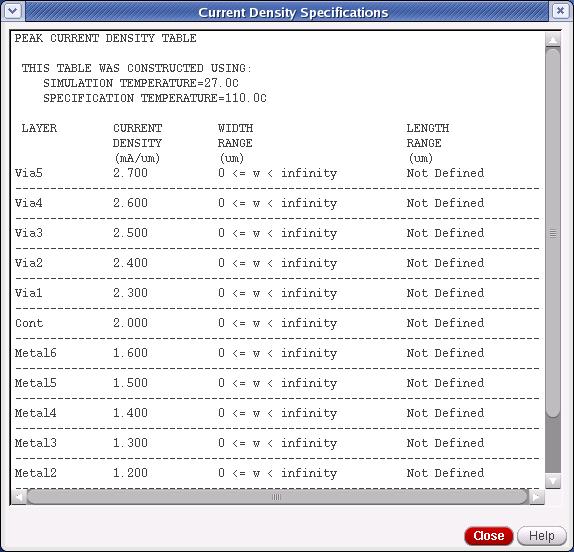 Current Density Specifications
PEAK CURRENT DENSITY TABLE
THIS TABLE WAS CONSTRUCTED USING:
SIMULATION TEMPERATURE=27.0C
SPECIFICATION TEMPERATURE=110.0C
LAYER CURRENT WIDTH LENGTH
DENSITY RANGE RANGE
(mA/um) (um) (um)
Via5 2.700 0 <= w < infinity Not Defined
Via4 2.600 0 <= w < infinity Not Defined
Via3 2.500 0 <= w < infinity Not Defined
Via2 2.400 0 <= w < infinity Not Defined
Via1 2.300 0 <= w < infinity Not Defined
Cont 2.000 0 <= w < infinity Not Defined
Metal6 1.600 0 <= w < infinity Not Defined
Metal5 1.500 0 <= w < infinity Not Defined
Metal4 1.400 0 <= w < infinity Not Defined
Metal3 1.300 0 <= w < infinity Not Defined
Metal2 1.200 0 <= w < infinity Not Defined
Close Help